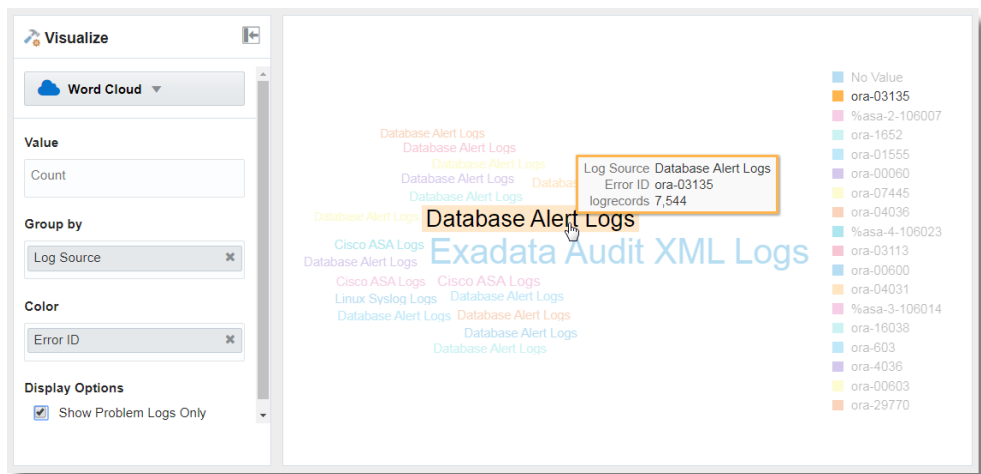 Visualize
Word Cloud
Value
Count
Group by
Log Source
Color
Error ID
Display Options
Show Problem Logs Only
Database Alert Logs
Database Alert Logs
Database Alert Logs
Database Alert Logs
Database
Database Alert Logs
Database Alert Logs
Database Alert Logs
Cisco ASA Logs
Exadata Audit XML Logs
Database Alert Logs
Cisco ASA Logs
Cisco ASA Logs
Linux Syslog Logs
Database Alert Logs
Database Alert Logs
Database Alert Logs
Database Alert Logs
Database Alert Logs
Log Source Database Alert Logs
Error ID ora-03135
logrecords 7,544
No Value
ora-03135
%asa-2-106007
ora-1652
ora-01555
ora-00060
ora-07445
ora-04036
%asa-4-106023
ora-03113
ora-00600
ora-04031
%asa-3-106014
ora-16038
ora-603
ora-4036
ora-00603
ora-29770